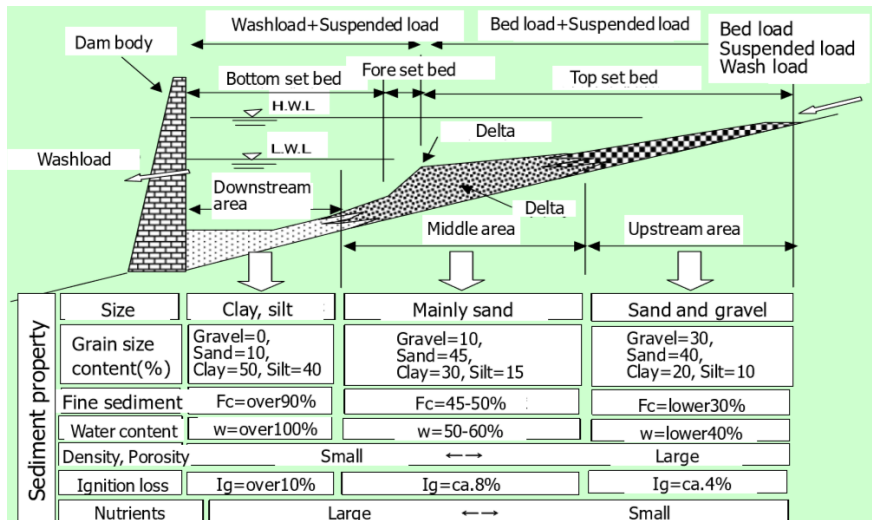 Washload+Suspended load
Bed load+Suspended load
Bed load
Suspended load
Wash load
Dam body
Bottom set bed
Fore set bed
Top set bed
H.W.L
Delta
L.W.L
Washload
Downstream
area
Delta
Middle area
Upstream area
Sediment property
Size
Clay, silt
Mainly sand
Sand and gravel
Grain size
content(%)
Gravel=0,
Sand=10,
Clay=50, Silt=40
Gravel=10,
Sand=45,
Clay=30, Silt=15
Gravel=30,
Sand=40,
Clay=20, Silt=10
Fine sediment
Fc=over90%
Fc=45-50%
Fc=lower30%
Water content
w=over100%
w=50-60%
w=lower40%
Density, Porosity
Small ←→ Large
Ignition loss
Ig=over10%
Ig=ca.8%
Ig=ca.4%
Nutrients
Large ←→ Small